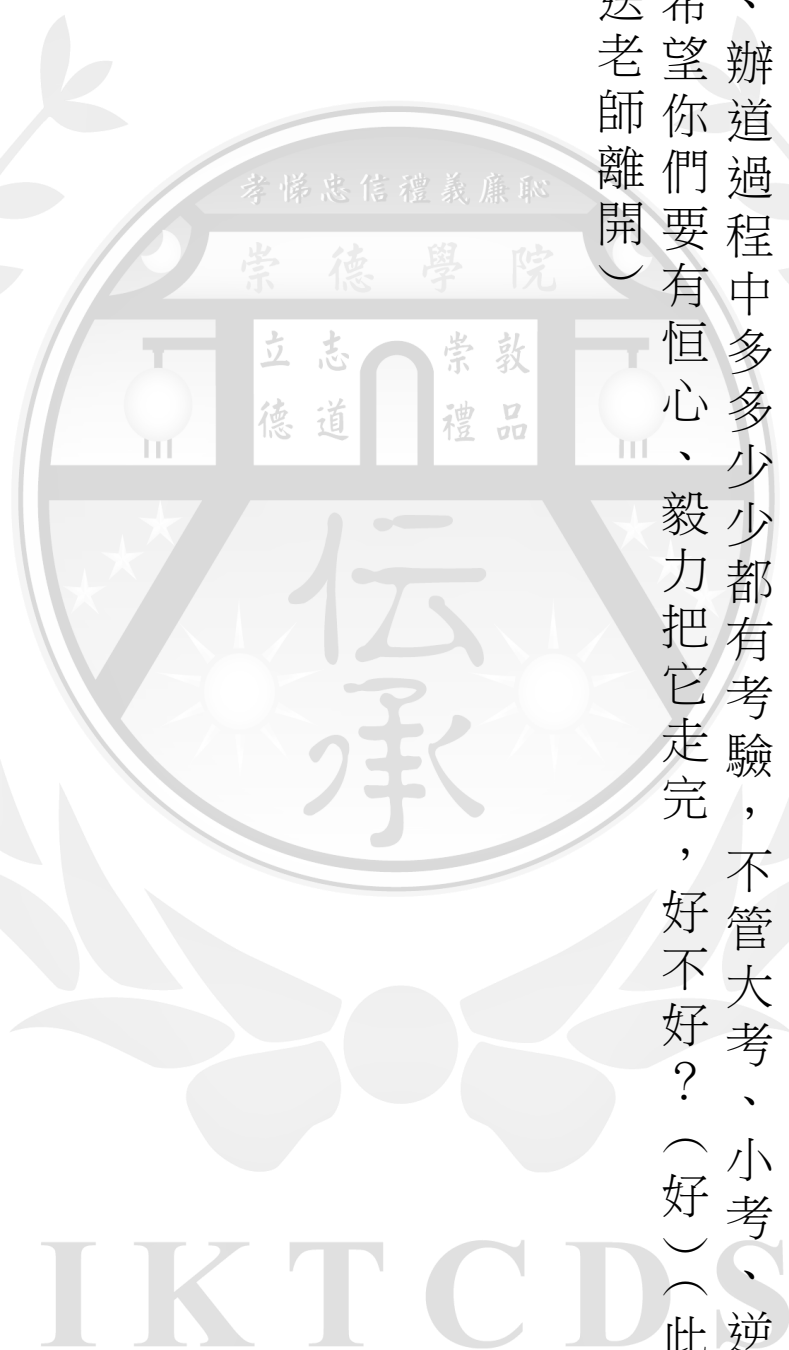 、辦道過程中多多少少都有考驗，不管大考、小考、逆
希望你們要有恒心、毅力把它走完，好不好？（好）（此
送老師離開）
孝悌忠信禮義廉恥
崇德學院
敦品
崇禮
志道
立德
伝承
IKTCDS